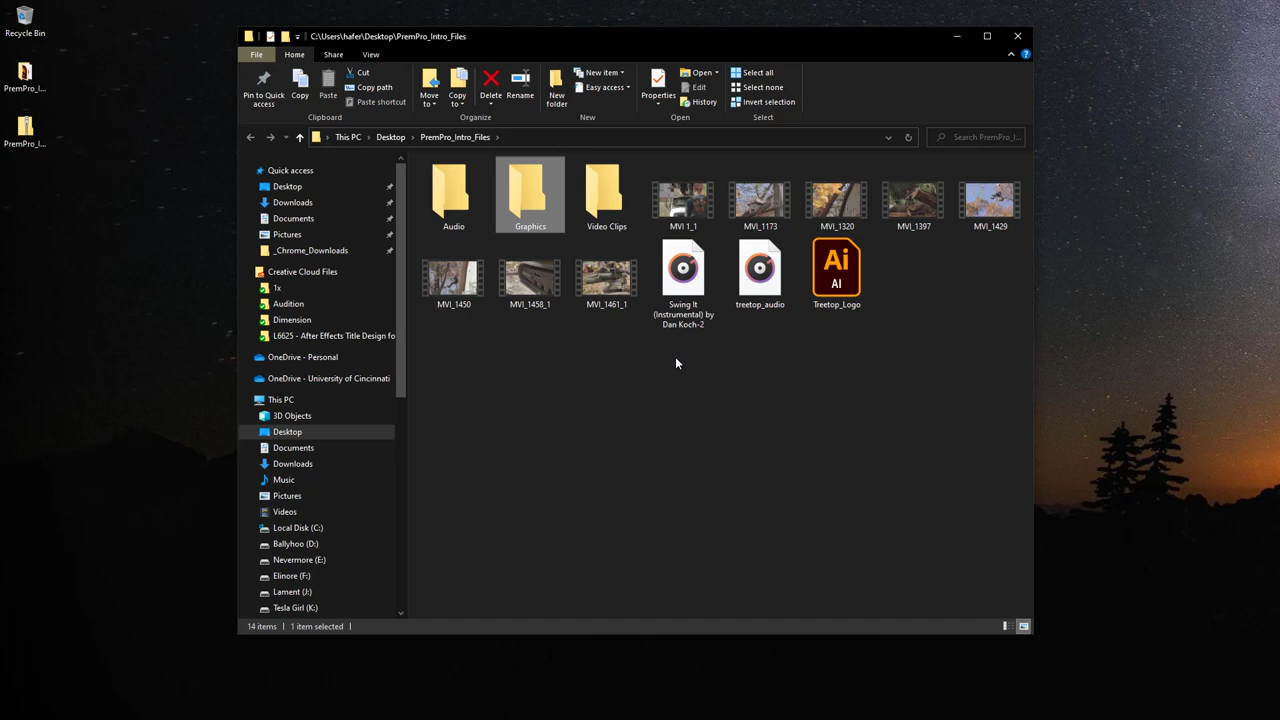 Recycle Bin
PremPro_I...
PremPro_I...
C:\Users\hafer\Desktop\PremPro_Intro_Files
File Home Share View
Pin to Quick access
Copy
Paste
Cut
Copy path
Paste shortcut
Clipboard
Move to
Copy to
Delete
Rename
Organize
New folder
New item
Easy access
New
Properties
Open
Edit
History
Open
Select all
Select none
Invert selection
Select
This PC Desktop PremPro_Intro_Files
Search PremPro_I...
Quick access
Desktop
Downloads
Documents
Pictures
_Chrome_Downloads
Creative Cloud Files
1x
Audition
Dimension
L6625 - After Effects Title Design fo
OneDrive - Personal
OneDrive - University of Cincinnati
This PC
3D Objects
Desktop
Documents
Downloads
Music
Pictures
Videos
Local Disk (C:)
Ballyhoo (D:)
Nevermore (E:)
Elinore (F:)
Lament (J:)
Tesla Girl (K:)
Audio
Graphics
Video Clips
MVI 1_1
MVI_1173
MVI_1320
MVI_1397
MVI_1429
MVI_1450
MVI_1458_1
MVI_1461_1
Swing It
(Instrumental) by
Dan Koch-2
treetop_audio
Ai
AI
Treetop_Logo
14 items 1 item selected